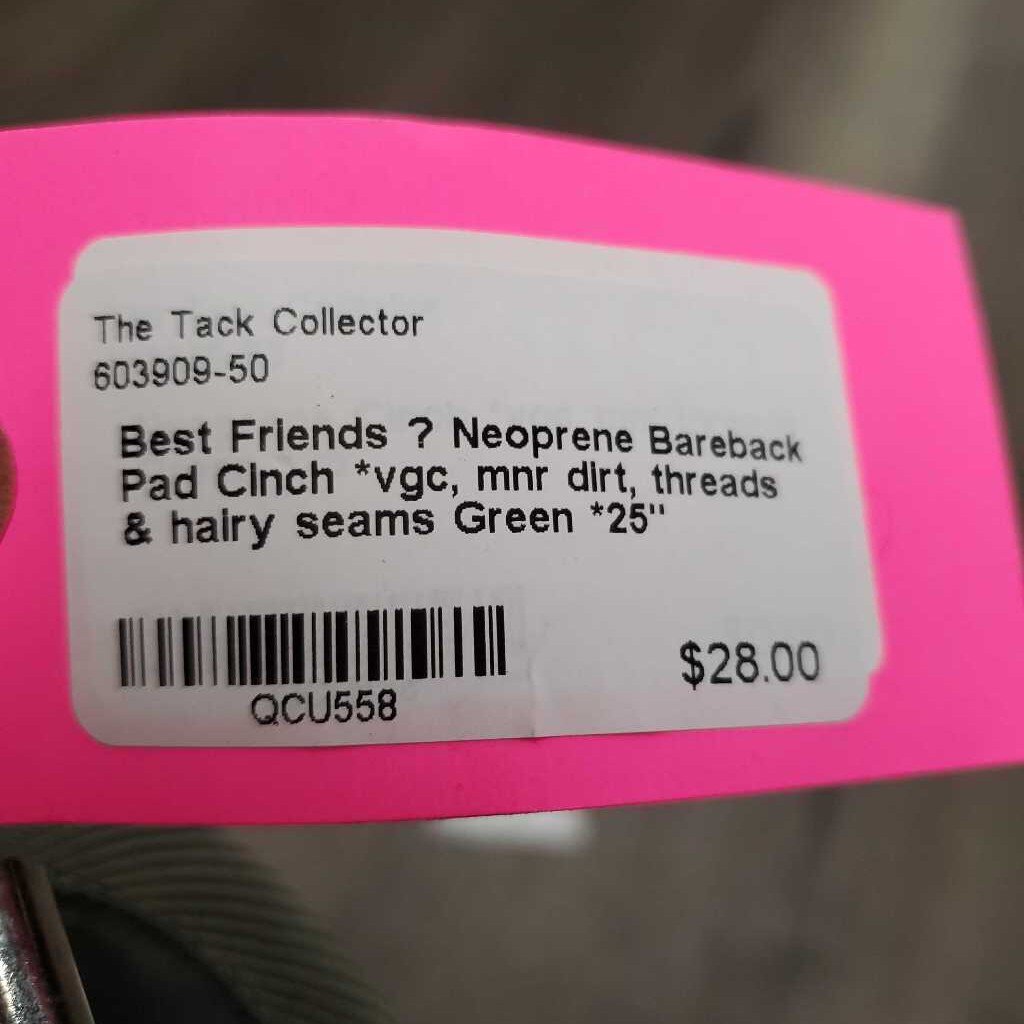 The Tack Collector
603909-50
Best Friends ? Neoprene Bareback
Pad Cinch *vgc, mnr dirt, threads
& hairy seams Green *25"
QCU558
$28.00